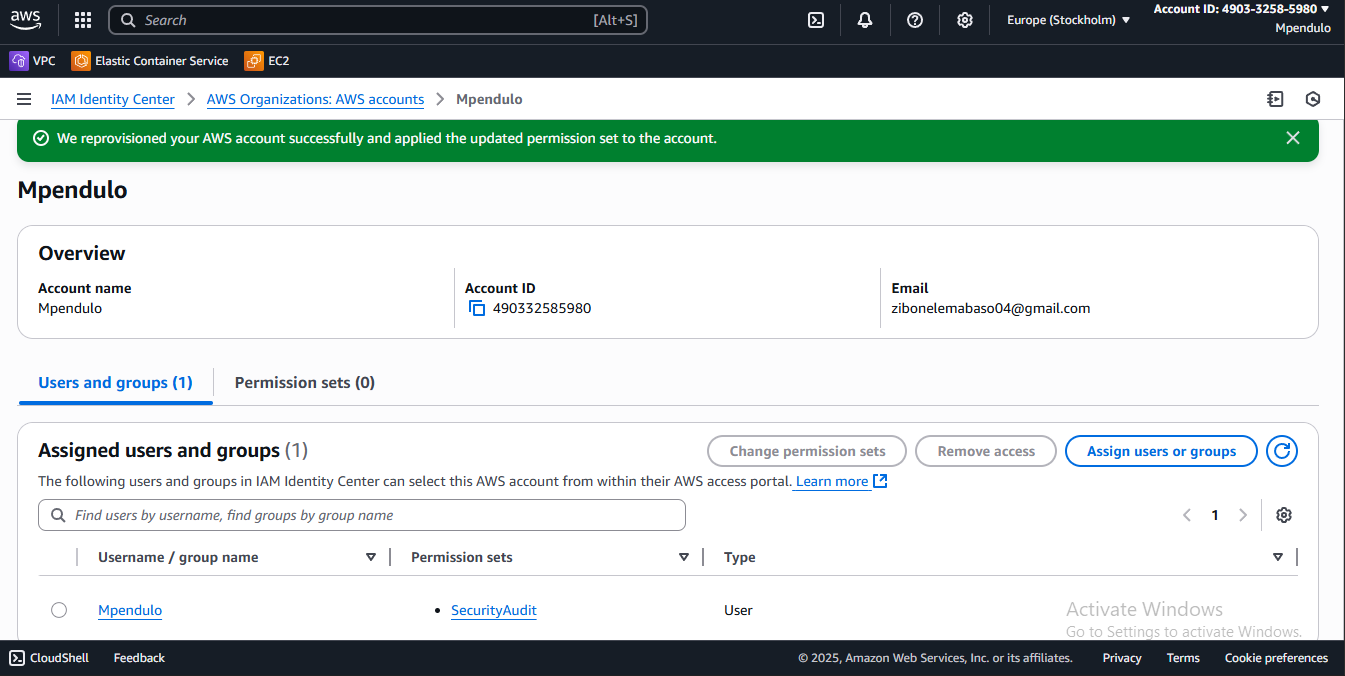 aws
Search [Alt+S]
Europe (Stockholm)
Account ID: 4903-3258-5980
Mpendulo
VPC Elastic Container Service EC2
IAM Identity Center AWS Organizations: AWS accounts Mpendulo
We reprovisioned your AWS account successfully and applied the updated permission set to the account.
Mpendulo
Overview
Account name Account ID Email
Mpendulo 490332585980 zibonelemabaso04@gmail.com
Users and groups (1) Permission sets (0)
Assigned users and groups (1) Change permission sets Remove access Assign users or groups
The following users and groups in IAM Identity Center can select this AWS account from within their AWS access portal. Learn more
Find users by username, find groups by group name 1
Username / group name Permission sets Type
Mpendulo • SecurityAudit User
Activate Windows
Go to Settings to activate Windows.
CloudShell Feedback © 2025, Amazon Web Services, Inc. or its affiliates. Privacy Terms Cookie preferences